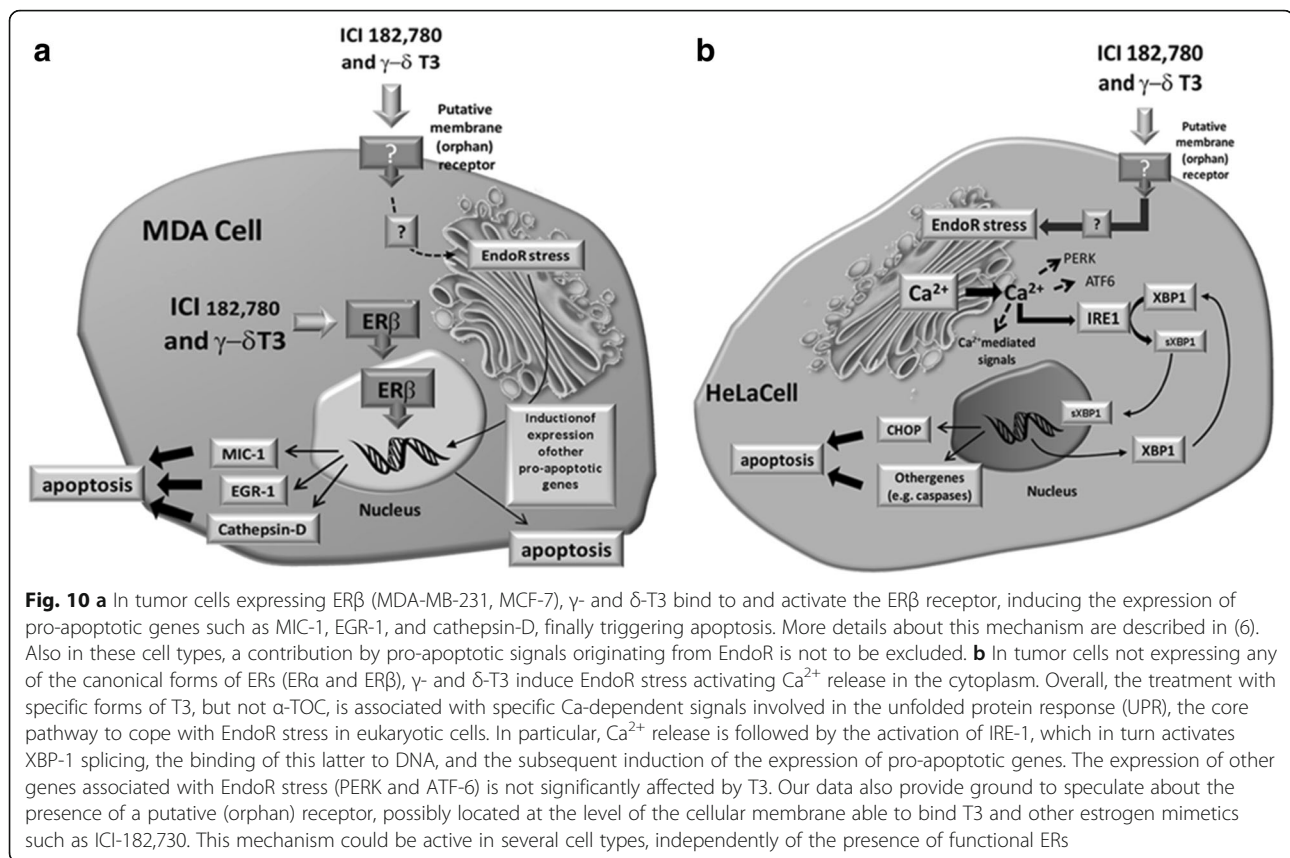 a
ICI 182,780
and γ–δ T3
Putative
membrane
(orphan)
receptor
?
MDA Cell
?
EndoR stress
ICI 182,780
and γ–δT3
ERβ
ERβ
Inductionof
expression
ofother
pro-apoptotic
genes
MIC-1
EGR-1
Cathepsin-D
apoptosis
Nucleus
apoptosis
b
ICI 182,780
and γ–δ T3
Putative
membrane
(orphan)
receptor
?
EndoR stress
?
PERK
ATF6
Ca2+
Ca2+
XBP1
IRE1
sXBP1
Ca2+mediated
signals
HeLaCell
sXBP1
CHOP
XBP1
apoptosis
Othergenes
(e.g. caspases)
Nucleus
Fig. 10 a In tumor cells expressing ERβ (MDA-MB-231, MCF-7), γ- and δ-T3 bind to and activate the ERβ receptor, inducing the expression of
pro-apoptotic genes such as MIC-1, EGR-1, and cathepsin-D, finally triggering apoptosis. More details about this mechanism are described in (6).
Also in these cell types, a contribution by pro-apoptotic signals originating from EndoR is not to be excluded. b In tumor cells not expressing any
of the canonical forms of ERs (ERα and ERβ), γ- and δ-T3 induce EndoR stress activating Ca2+ release in the cytoplasm. Overall, the treatment with
specific forms of T3, but not α-TOC, is associated with specific Ca-dependent signals involved in the unfolded protein response (UPR), the core
pathway to cope with EndoR stress in eukaryotic cells. In particular, Ca2+ release is followed by the activation of IRE-1, which in turn activates
XBP-1 splicing, the binding of this latter to DNA, and the subsequent induction of the expression of pro-apoptotic genes. The expression of other
genes associated with EndoR stress (PERK and ATF-6) is not significantly affected by T3. Our data also provide ground to speculate about the
presence of a putative (orphan) receptor, possibly located at the level of the cellular membrane able to bind T3 and other estrogen mimetics
such as ICI-182,730. This mechanism could be active in several cell types, independently of the presence of functional ERs